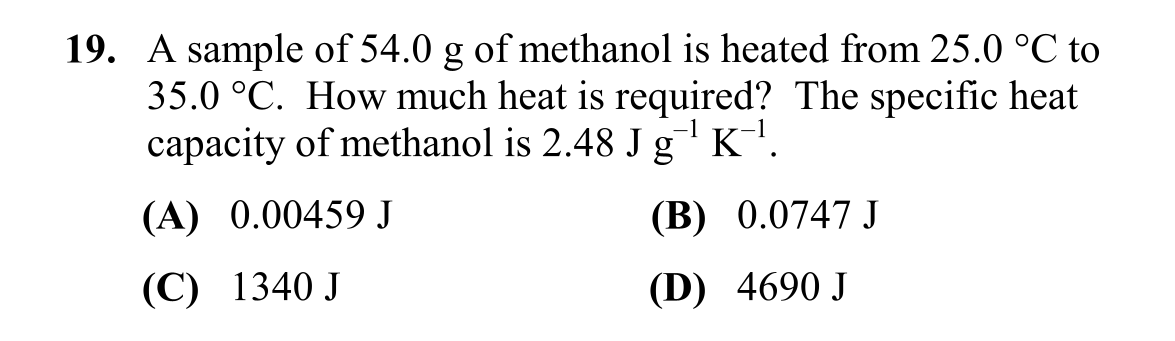 19. A sample of 54.0 g of methanol is heated from 25.0 °C to
35.0 °C. How much heat is required? The specific heat
capacity of methanol is 2.48 J g⁻¹ K⁻¹.
(A) 0.00459 J (B) 0.0747 J
(C) 1340 J (D) 4690 J